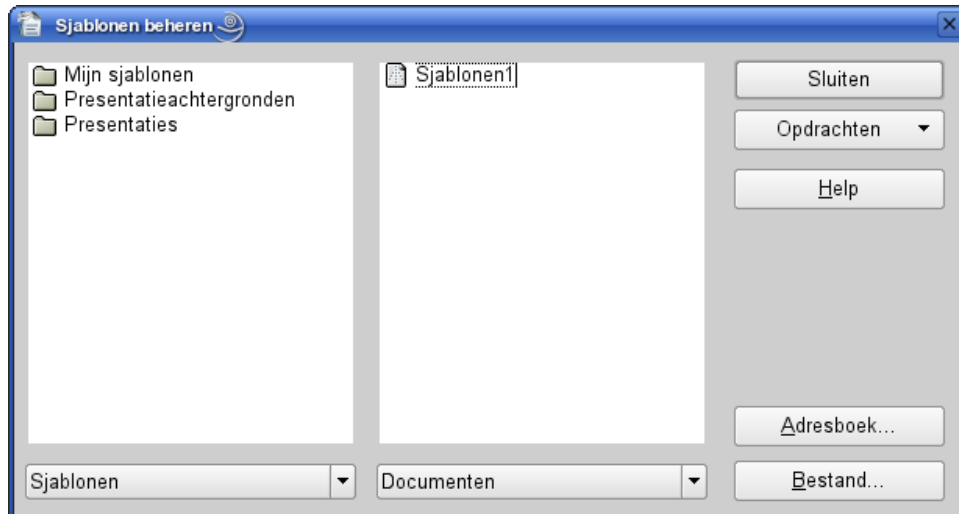 Sjablonen beheren
Mijn sjablonen
Presentatieachtergronden
Presentaties
Sjablonen1
Sluiten
Opdrachten
Help
Adresboek...
Sjablonen
Documenten
Bestand...